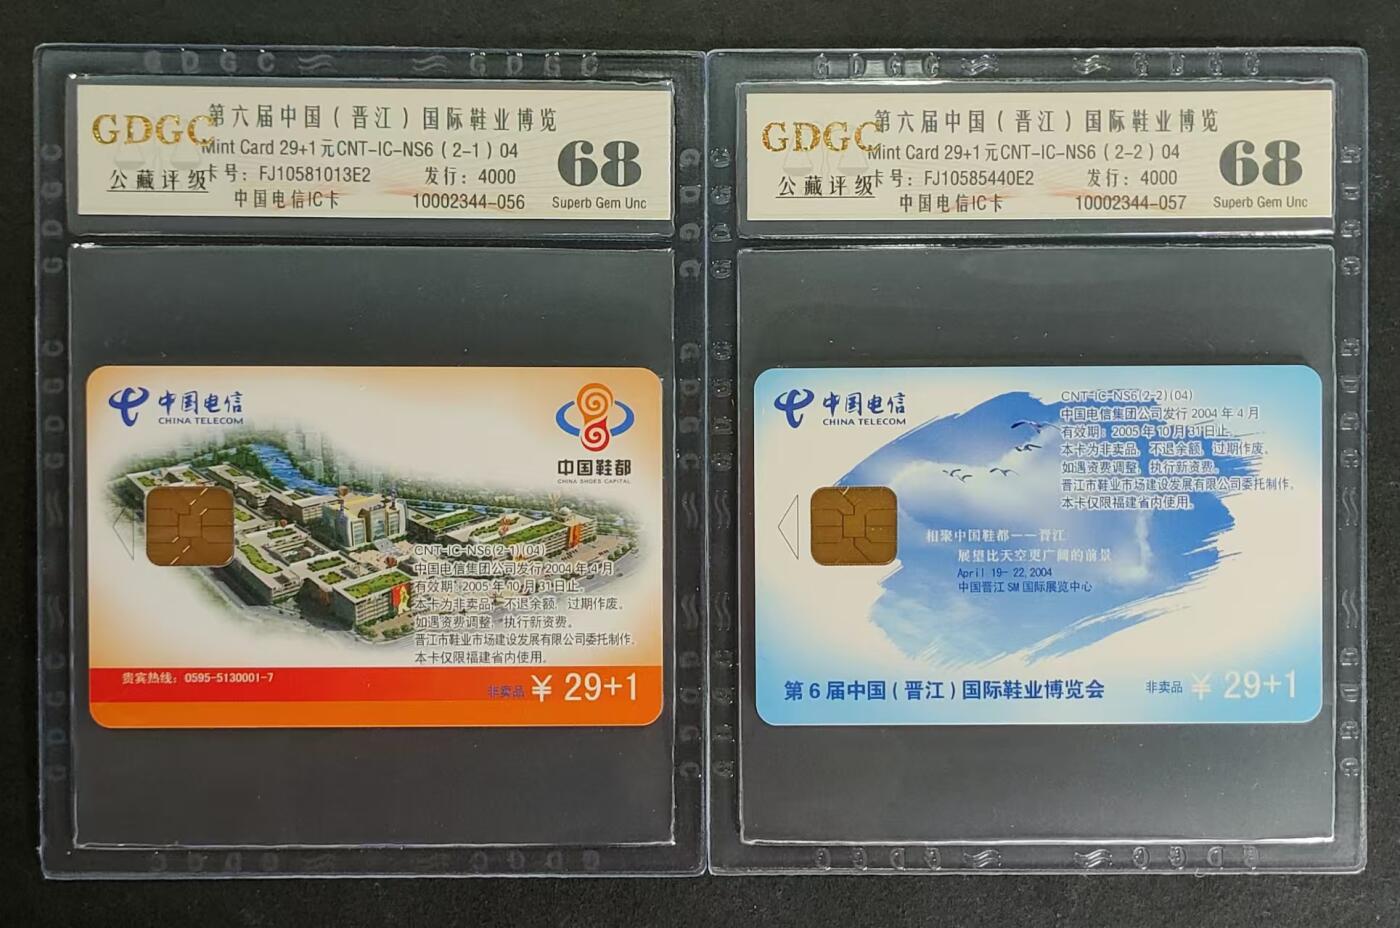 GDGC
公藏评级
第六届中国（晋江）国际鞋业博览
Mint Card 29+1元CNT-IC-NS6（2-1）04
卡号：FJ10581013E2 发行：4000
中国电信IC卡 10002344-056
68
Superb Gem Unc
中国电信
CHINA TELECOM
中国鞋都
CHINA SHOES CAPITAL
CNT-IC-NS6(2-1)(04)
中国电信集团公司发行 2004年4月
有效期：2005年10月31日止
本卡为非卖品，不退余额，过期作废。
如遇资费调整，执行新资费。
晋江市鞋业市场建设发展有限公司委托制作。
本卡仅限福建省内使用。
贵宾热线：0595-5130001-7
非卖品 ￥ 29+1
GDGC
公藏评级
第六届中国（晋江）国际鞋业博览
Mint Card 29+1元CNT-IC-NS6（2-2）04
卡号：FJ10585440E2 发行：4000
中国电信IC卡 10002344-057
68
Superb Gem Unc
中国电信
CHINA TELECOM
CNT-IC-NS6(2-2)(04)
中国电信集团公司发行 2004年4月
有效期：2005年10月31日止
本卡为非卖品，不退余额，过期作废。
如遇资费调整，执行新资费。
晋江市鞋业市场建设发展有限公司委托制作。
本卡仅限福建省内使用。
相聚中国鞋都——晋江
展望比天空更广阔的前景
April 19- 22,2004
中国晋江SM国际展览中心
第6届中国(晋江)国际鞋业博览会
非卖品 ￥ 29+1